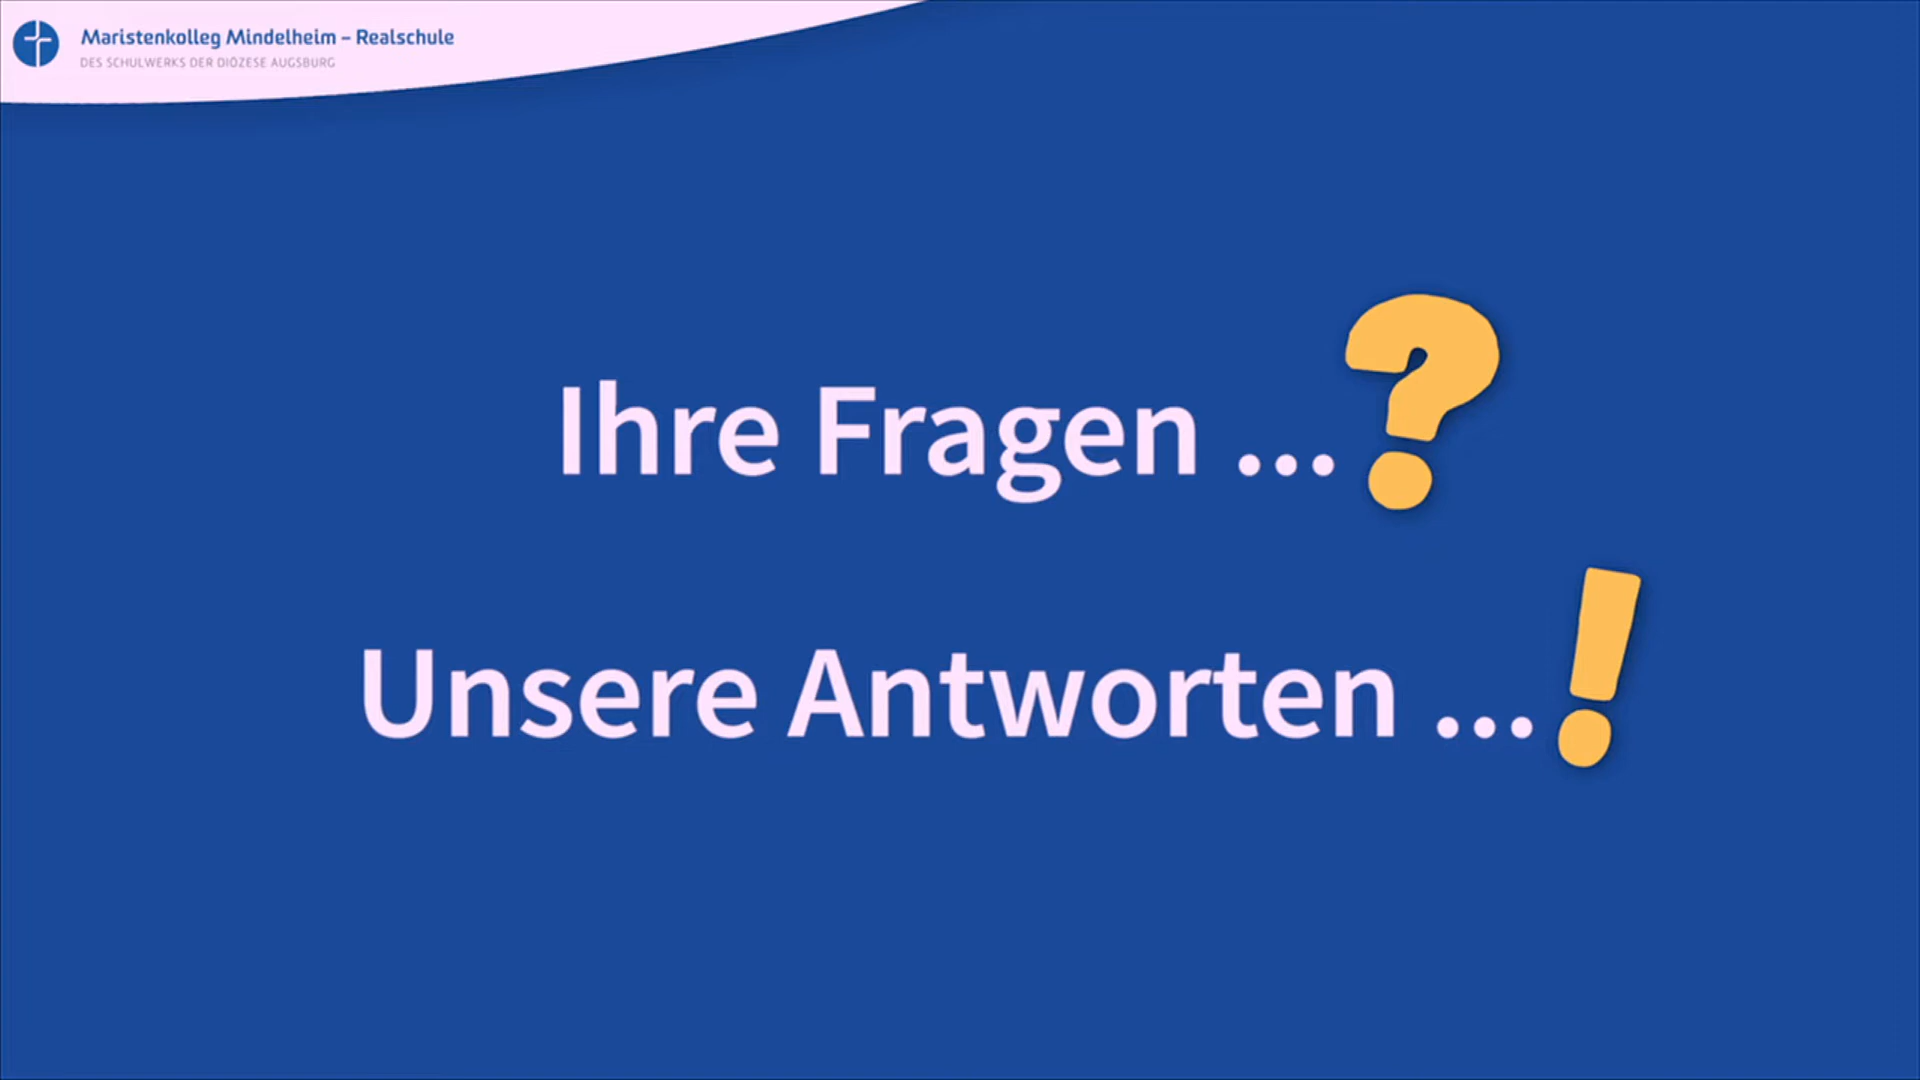 Maristenkolleg Mindelheim – Realschule
DES SCHULWERKS DER DIÖZESE AUGSBURG
Ihre Fragen ...?
Unsere Antworten ...!